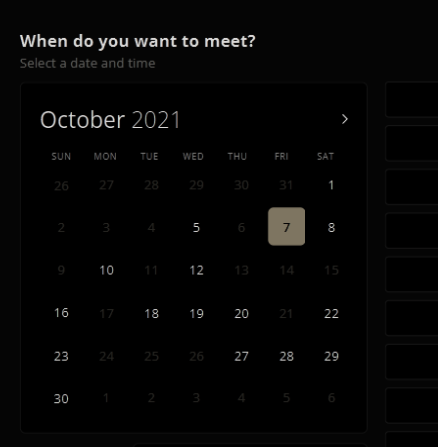 When do you want to meet?
Select a date and time
October 2021
SUN MON TUE WED THU FRI SAT
26 27 28 29 30 31 1
2 3 4 5 6 7 8
9 10 11 12 13 14 15
16 17 18 19 20 21 22
23 24 25 26 27 28 29
30 1 2 3 4 5 6